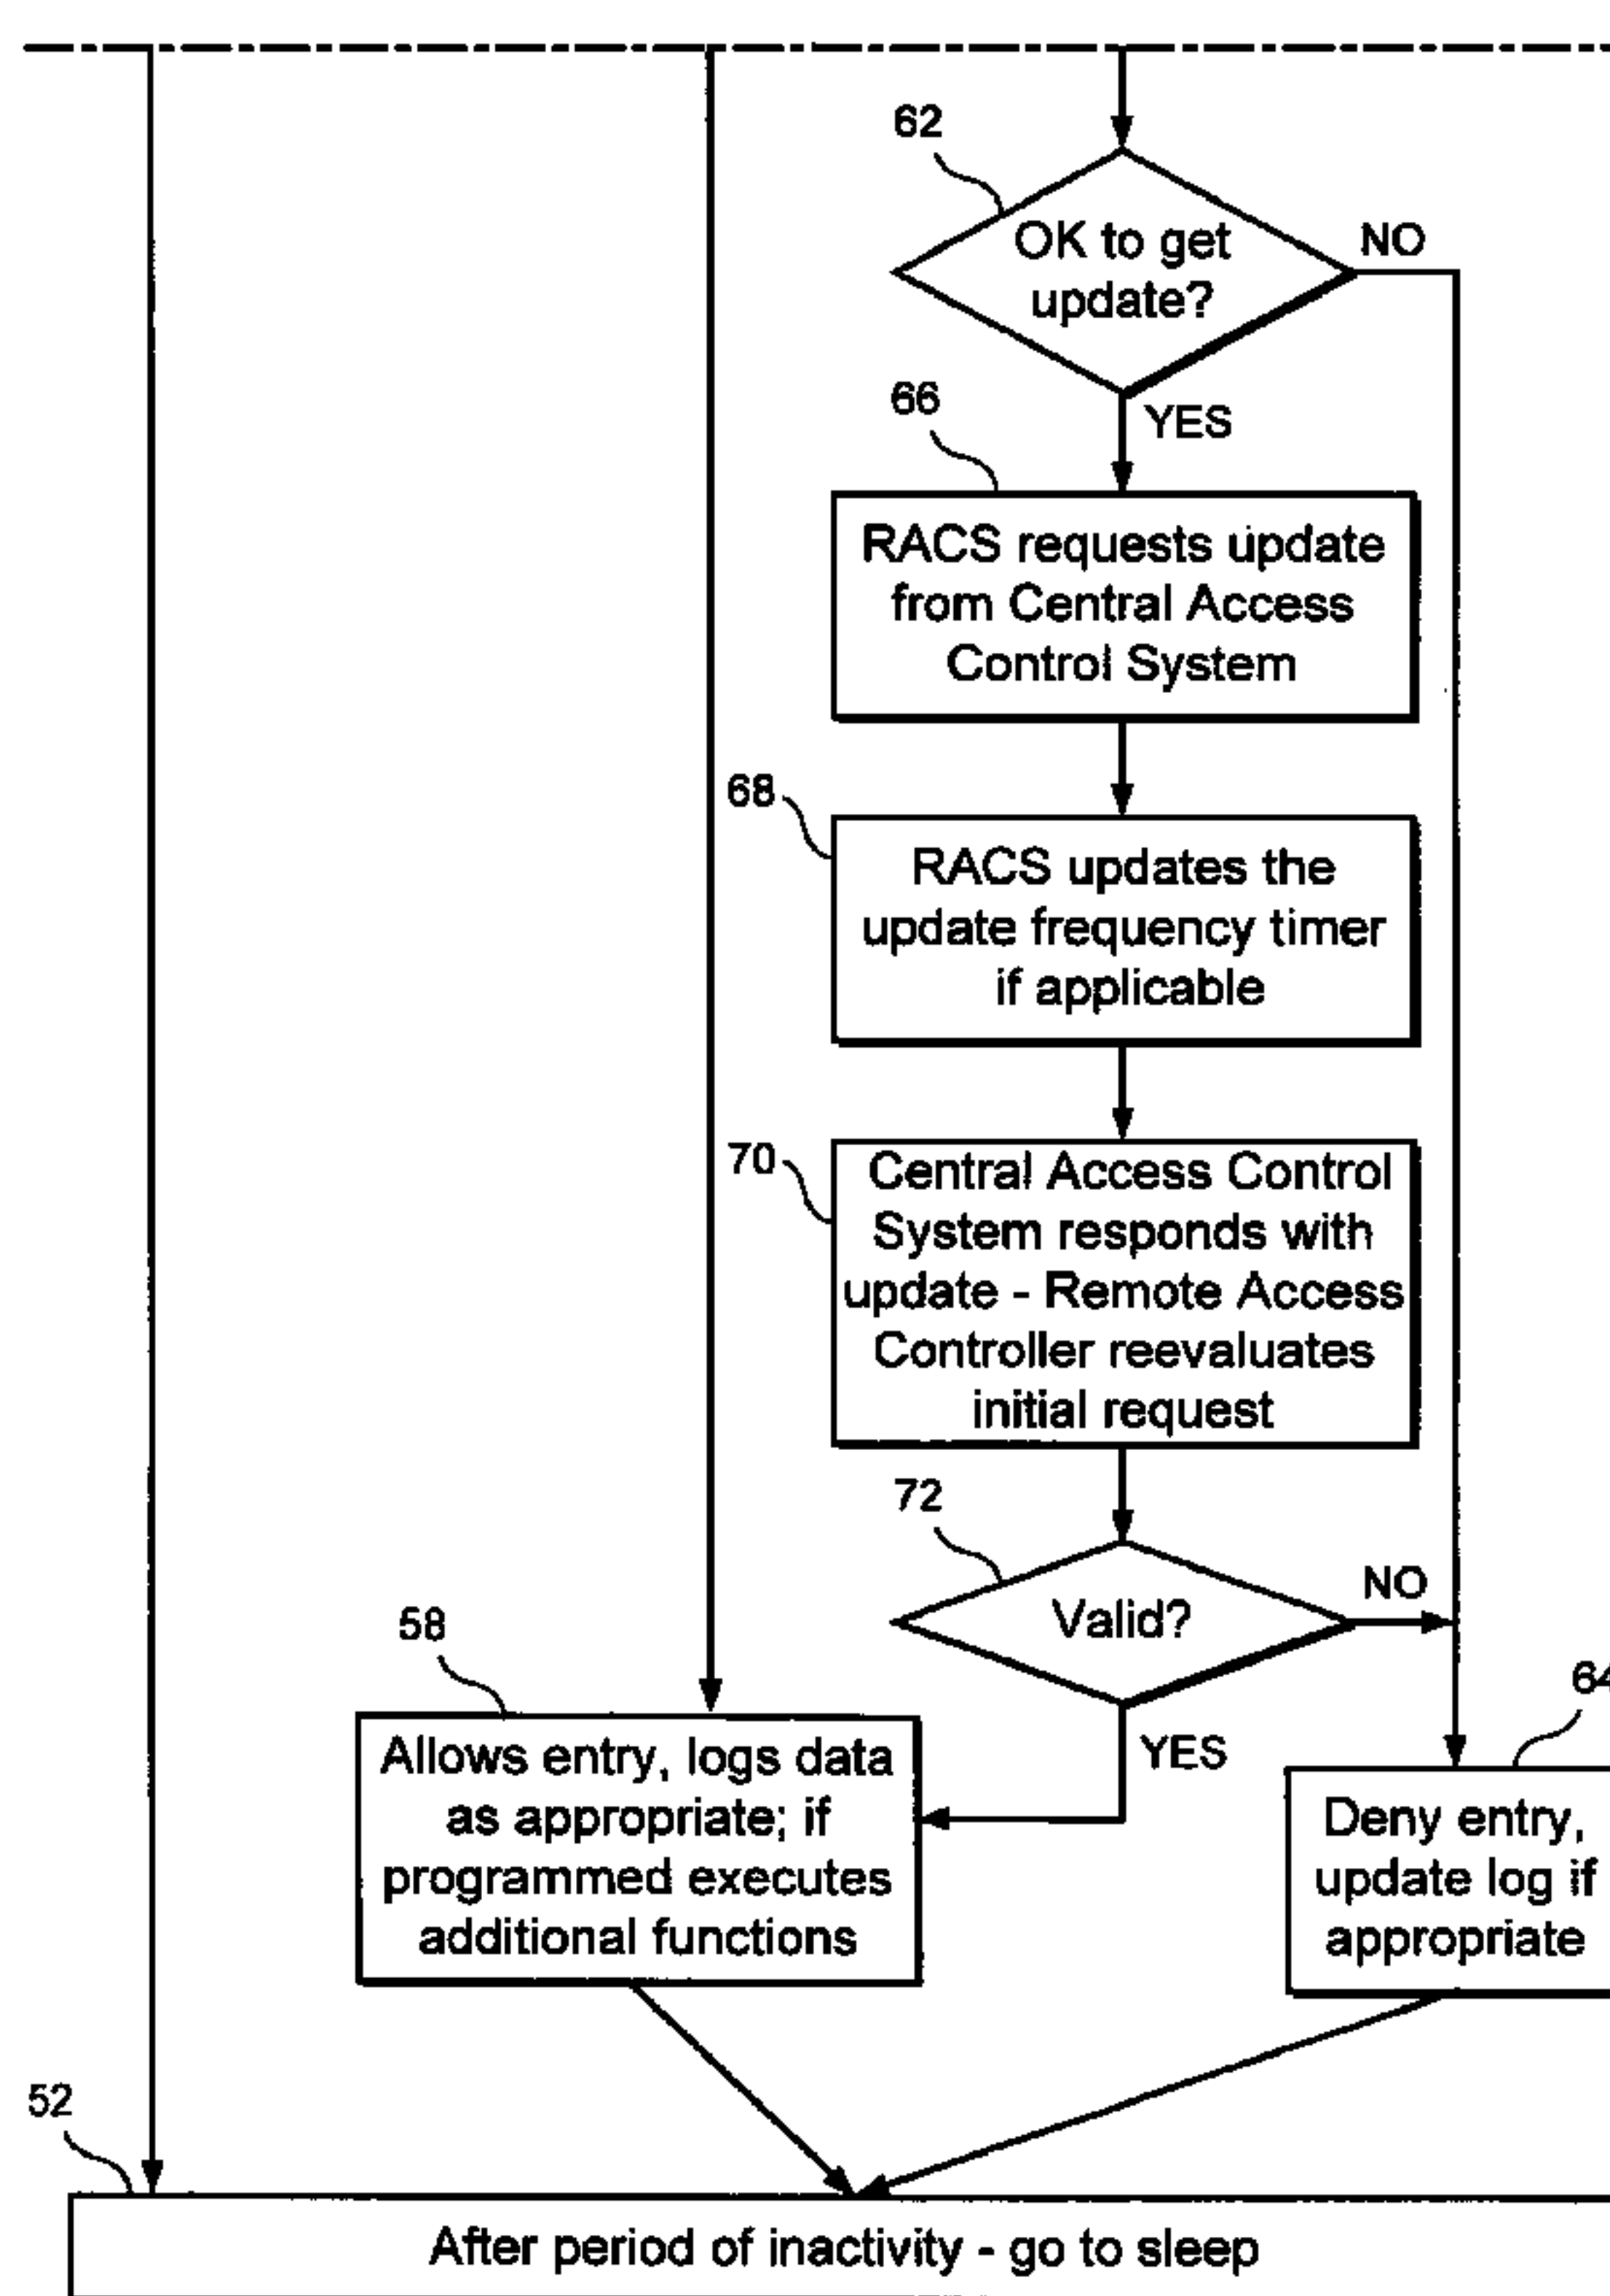 62
OK to get
update?
NO
YES
66
RACS requests update
from Central Access
Control System
68
RACS updates the
update frequency timer
if applicable
70
Central Access Control
System responds with
update - Remote Access
Controller reevaluates
initial request
72
Valid?
NO
YES
58
Allows entry, logs data
as appropriate; if
programmed executes
additional functions
64
Deny entry,
update log if
appropriate
52
After period of inactivity - go to sleep